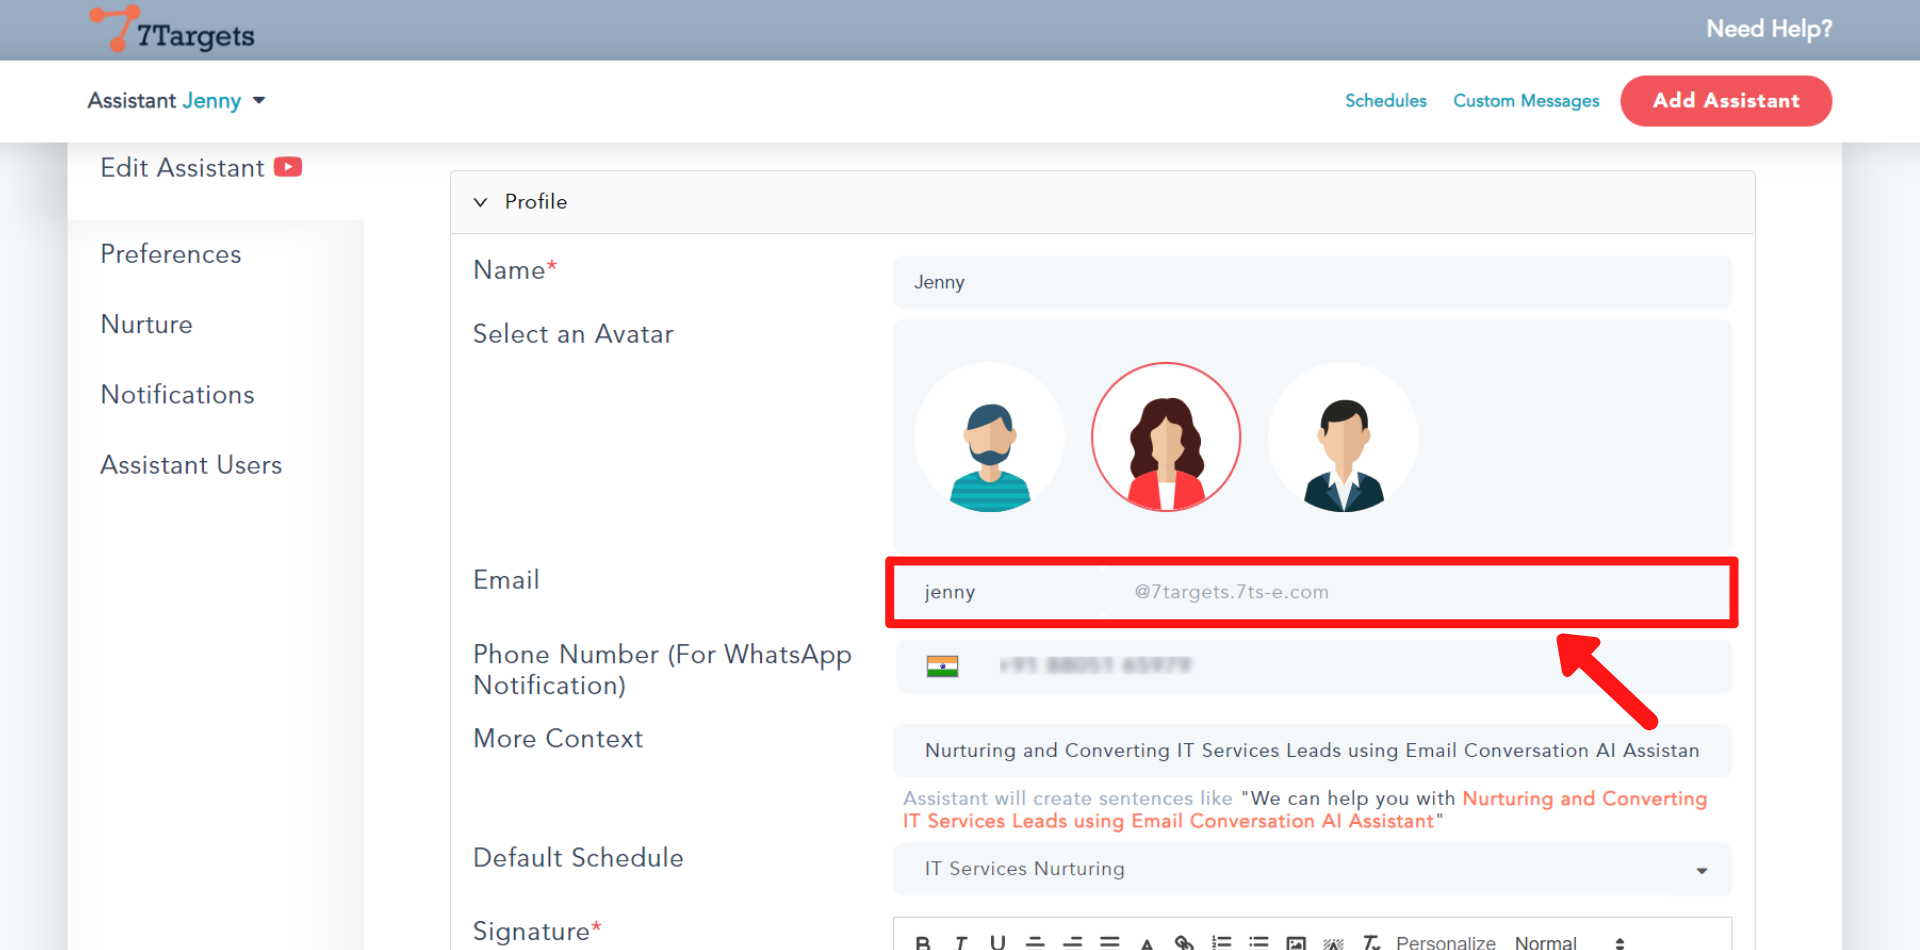 7Targets
Need Help?
Assistant Jenny
Schedules
Custom Messages
Add Assistant
Edit Assistant
Preferences
Nurture
Notifications
Assistant Users
Profile
Name*
Jenny
Select an Avatar
Email
jenny
@7targets.7ts-e.com
Phone Number (For WhatsApp
Notification)
More Context
Nurturing and Converting IT Services Leads using Email Conversation AI Assistan
Assistant will create sentences like "We can help you with Nurturing and Converting
IT Services Leads using Email Conversation AI Assistant"
Default Schedule
IT Services Nurturing
Signature*
B I U
Personalize
Normal